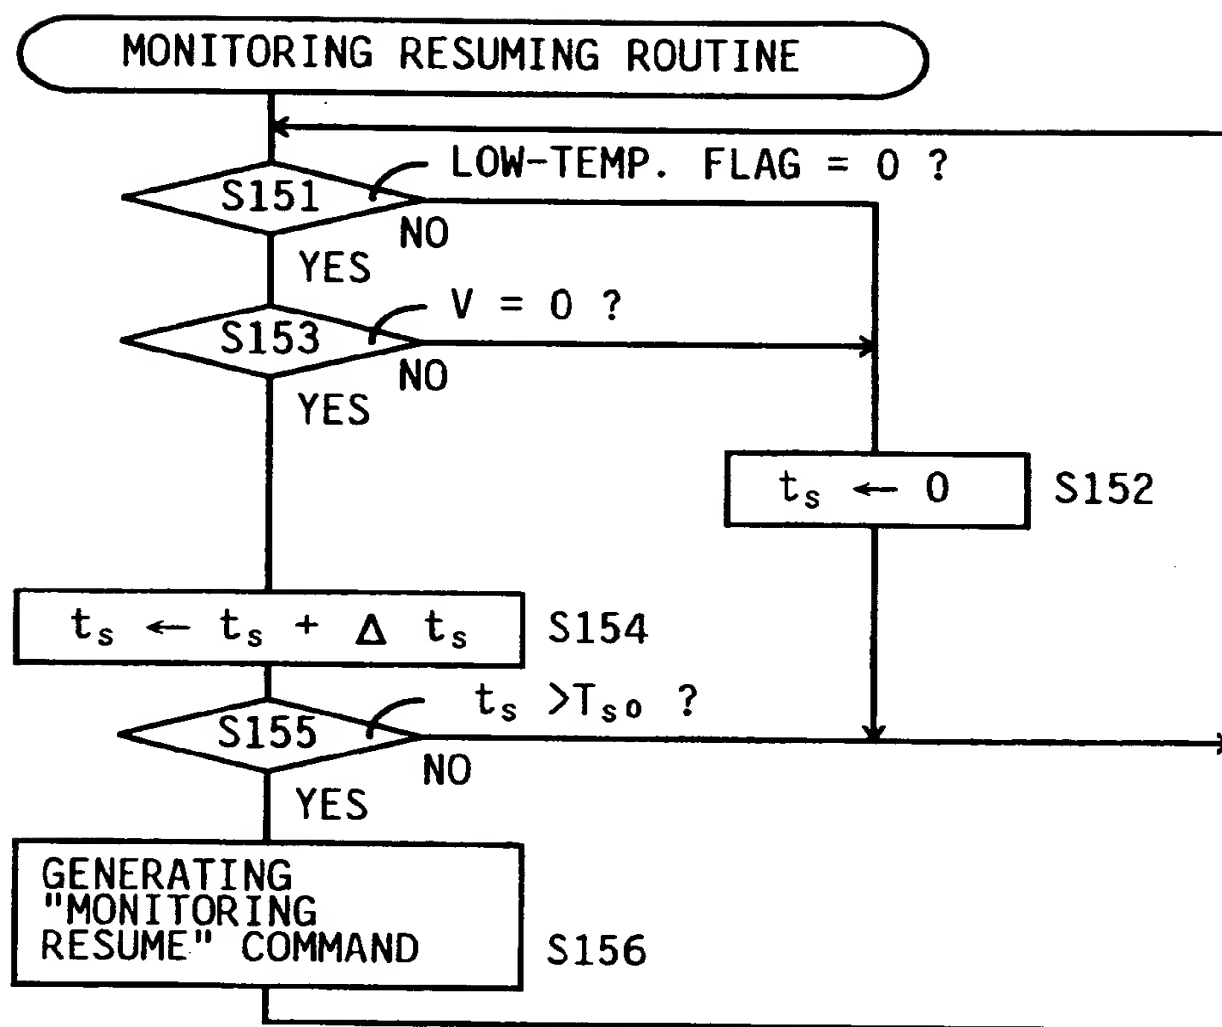 MONITORING RESUMING ROUTINE
LOW-TEMP. FLAG = 0 ?
S151
NO
YES
V = 0 ?
S153
NO
YES
ts ← 0
S152
ts ← ts + Δ ts
S154
ts >Ts0 ?
S155
NO
YES
GENERATING
"MONITORING
RESUME" COMMAND
S156